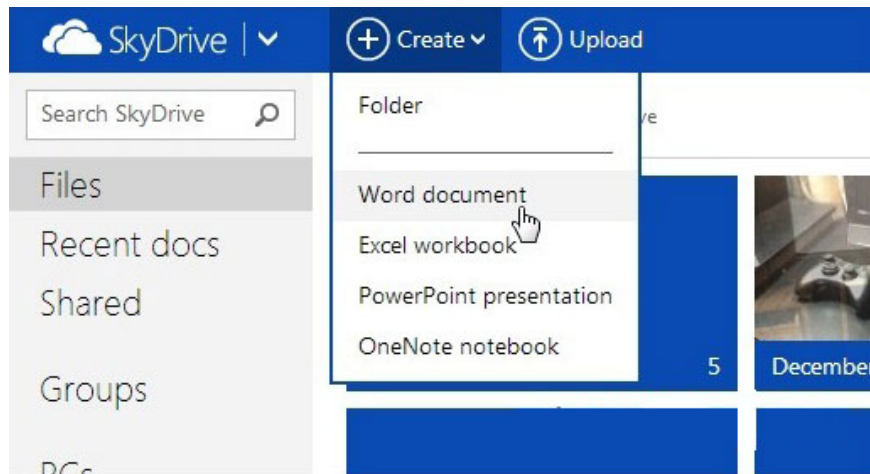 SkyDrive
Create
Upload
Search SkyDrive
Folder
Files
Word document
Recent docs
Excel workbook
Shared
PowerPoint presentation
OneNote notebook
5
December
Groups
PCs